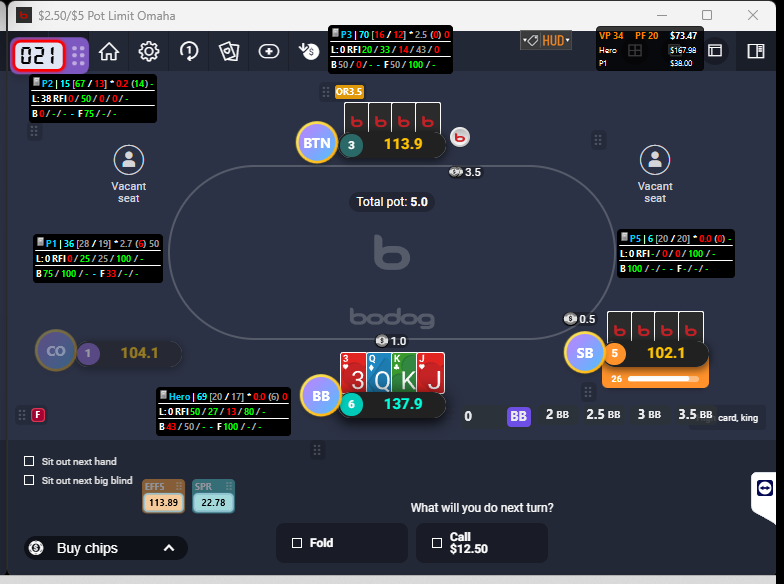 b $2.50/$5 Pot Limit Omaha
021
1
HUD
P3 | 70 [16 / 12] * 2.5 (0) 0
L: 0 RFI 20 / 33 / 14 / 43 / 0
B 50 / 0 / - - F 50 / 100 / -
VP 34 PF 20 $73.47
Hero $167.98
P1 $38.00
P2 | 15 [67 / 13] * 0.2 (14) -
L: 38 RFI 0 / 50 / 0 / 0 / -
B 0 / - / - - F 75 / - / -
OR3.5
BTN
3
113.9
b
3.5
Vacant
seat
Vacant
seat
Total pot: 5.0
P1 | 36 [28 / 19] * 2.7 (6) 50
L: 0 RFI 0 / 25 / 25 / 100 / -
B 75 / 100 / - - F 33 / - / -
P5 | 6 [20 / 20] * 0.0 (0) -
L: 0 RFI - / 0 / 0 / 100 / -
B 100 / - / - - F - / - / -
b
bodog
0.5
CO
1
104.1
1.0
SB
5
102.1
26
3
3
Q
Q
K
K
J
J
BB
6
137.9
Hero | 69 [20 / 17] * 0.0 (6) 0
L: 0 RFI 50 / 27 / 13 / 80 / -
B 43 / 50 / - - F 100 / - / -
F
0
BB
2 BB
2.5 BB
3 BB
3.5 BB
card, king
Sit out next hand
Sit out next big blind
EFFS
113.89
SPR
22.78
What will you do next turn?
Buy chips
Fold
Call
$12.50